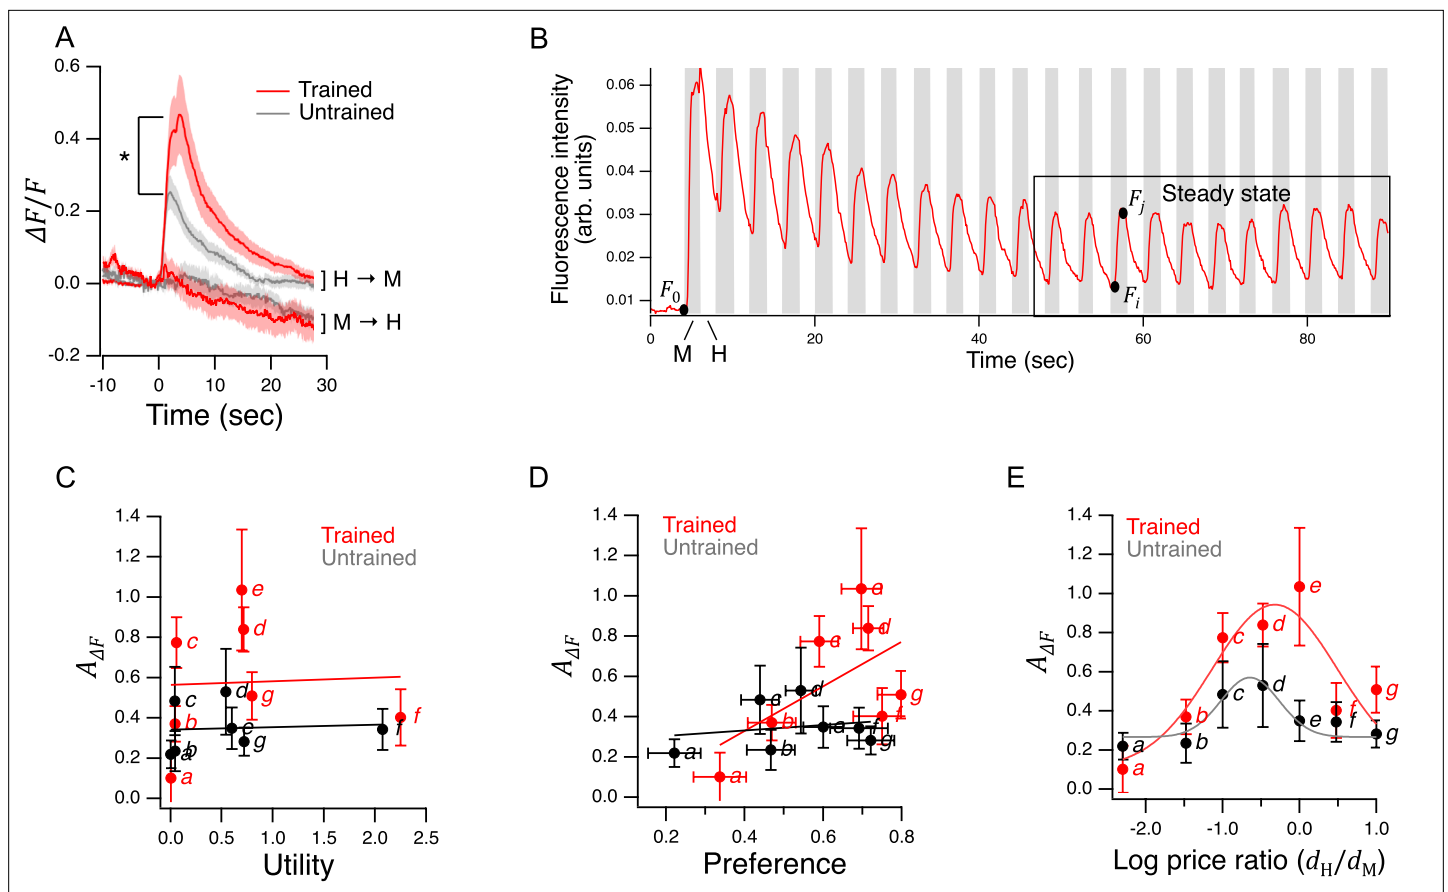 A
0.6
0.4
0.2
0.0
-0.2
ΔF/F
*
Trained
Untrained
] H → M
] M → H
-10
0
10
20
30
Time (sec)
B
0.06
0.05
0.04
0.03
0.02
0.01
Fluorescence intensity
(arb. units)
F0
Steady state
Fj
Fi
0
20
40
60
80
M H
Time (sec)
C
1.4
1.2
1.0
0.8
0.6
0.4
0.2
0.0
AΔF
Trained
Untrained
e
c
d
c
d
g
b
e
f
f
b
g
a
a
0.0
0.5
1.0
1.5
2.0
2.5
Utility
D
1.4
1.2
1.0
0.8
0.6
0.4
0.2
0.0
AΔF
Trained
Untrained
e
c
d
c
d
g
b
e
f
f
a
b
g
a
0.2
0.4
0.6
0.8
Preference
E
1.4
1.2
1.0
0.8
0.6
0.4
0.2
0.0
AΔF
Trained
Untrained
e
c
d
c
d
g
b
e
f
f
a
b
g
a
-2.0
-1.0
0.0
1.0
Log price ratio (dH/dM)